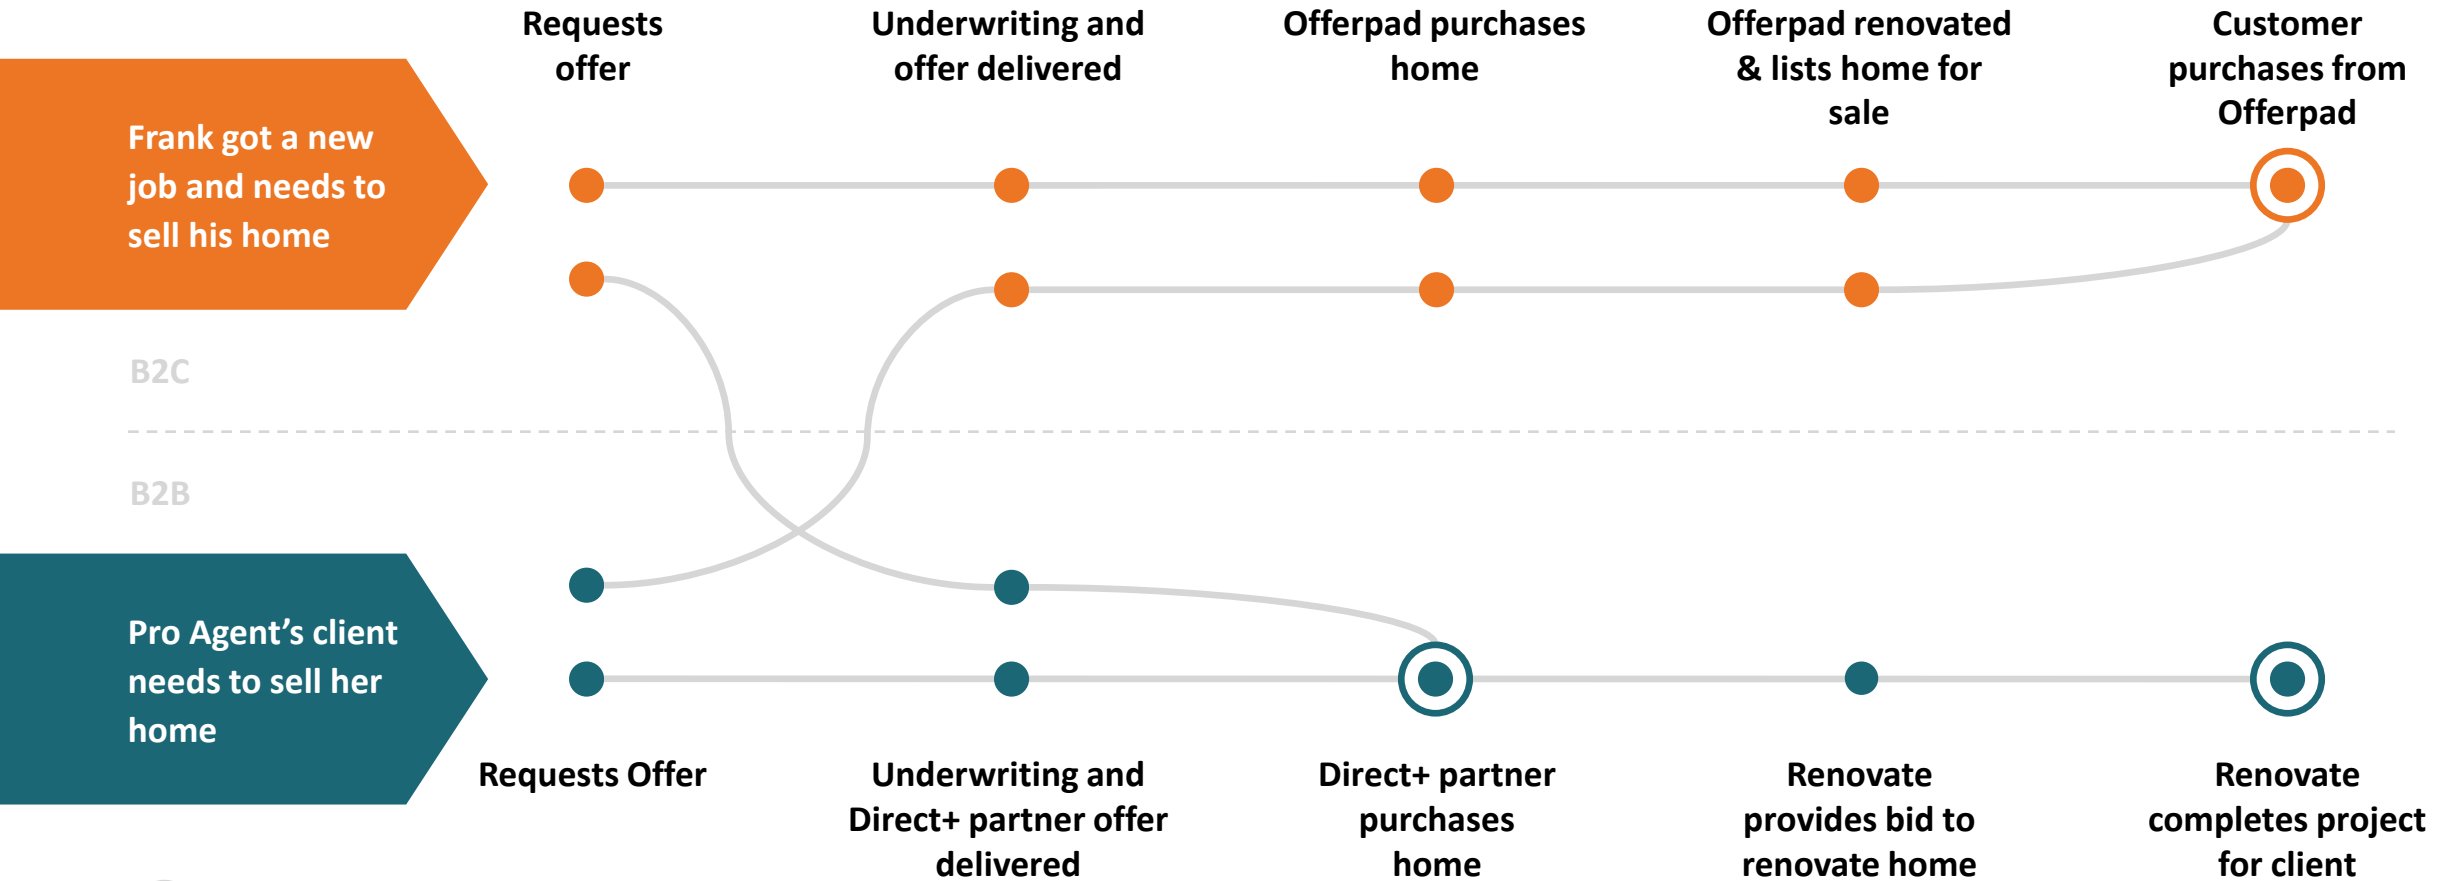 Requests
offer
Underwriting and
offer delivered
Offerpad purchases
home
Offerpad renovated
& lists home for
sale
Customer
purchases from
Offerpad
Frank got a new
job and needs to
sell his home
B2C
B2B
Pro Agent’s client
needs to sell her
home
Requests Offer
Underwriting and
Direct+ partner offer
delivered
Direct+ partner
purchases
home
Renovate
provides bid to
renovate home
Renovate
completes project
for client